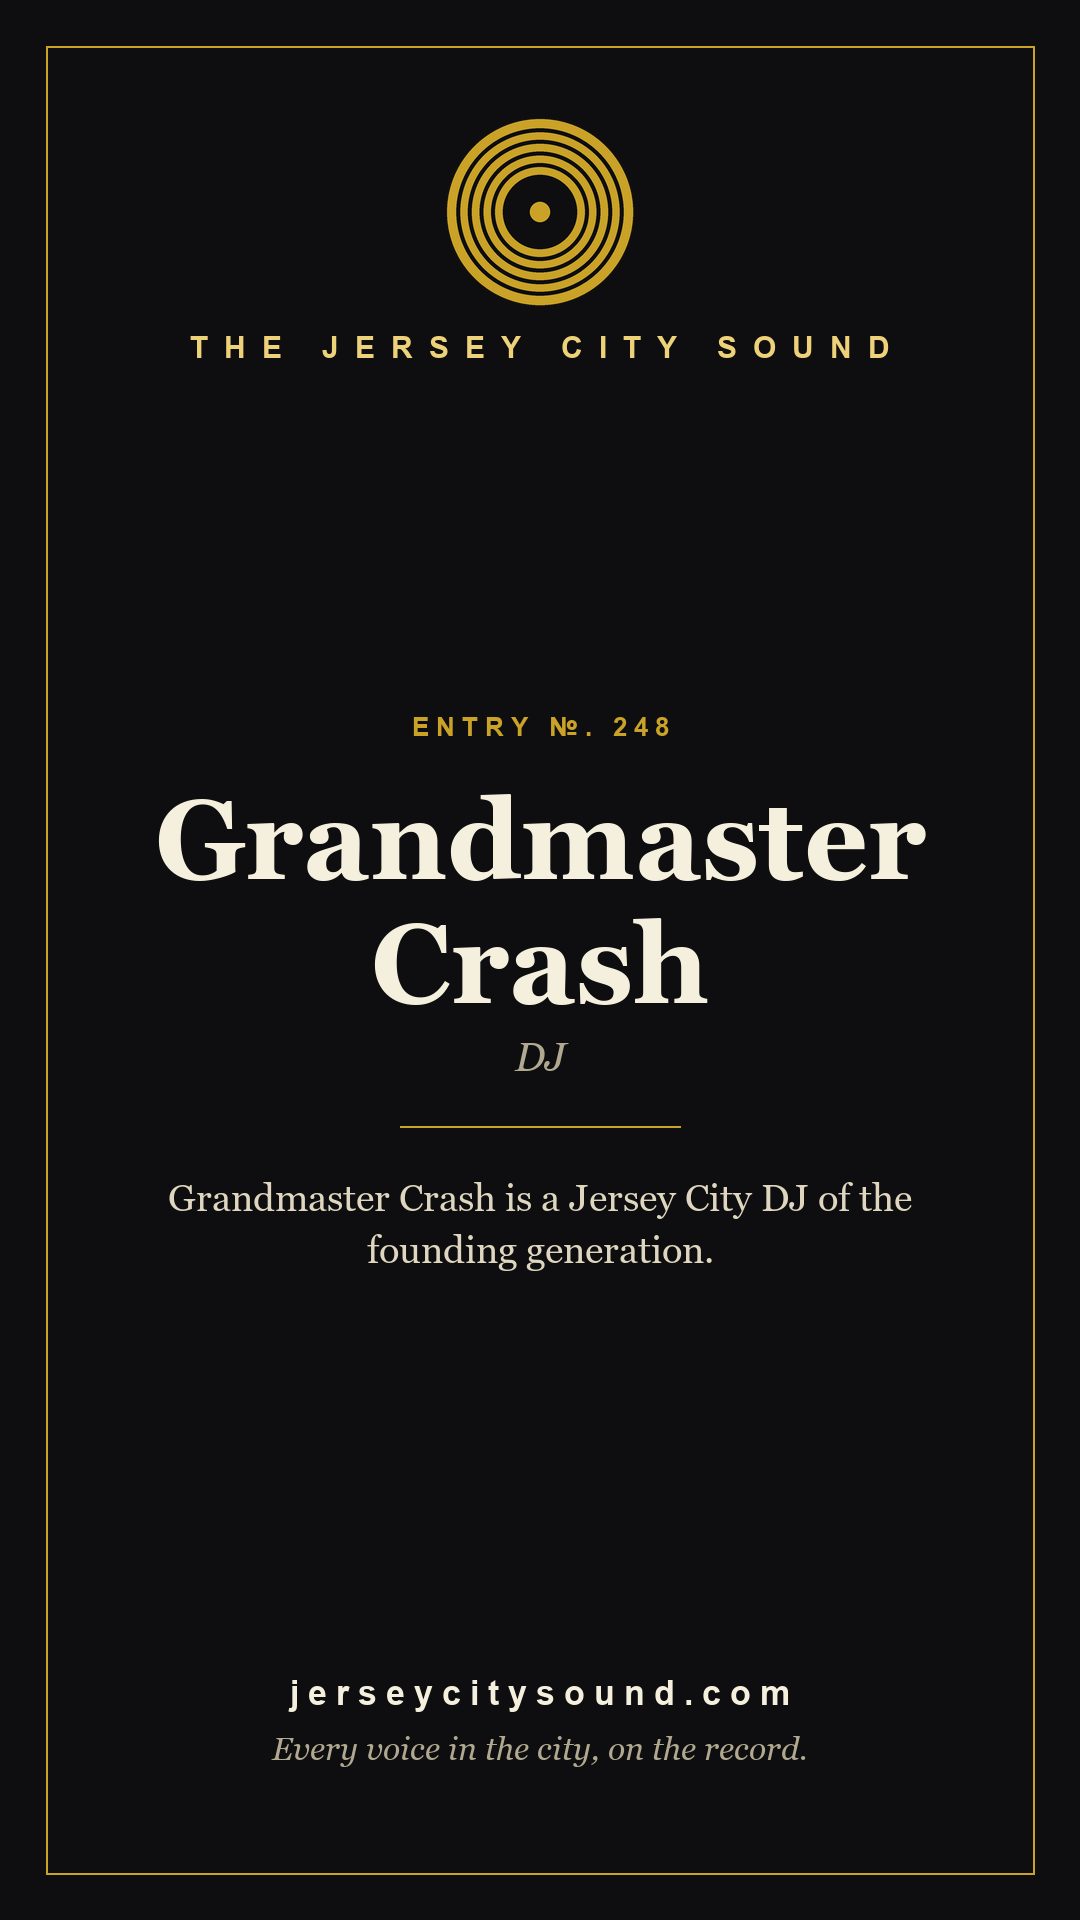 THE JERSEY CITY SOUND
ENTRY №. 248
Grandmaster
Crash
DJ
Grandmaster Crash is a Jersey City DJ of the
founding generation.
jerseycitysound.com
Every voice in the city, on the record.